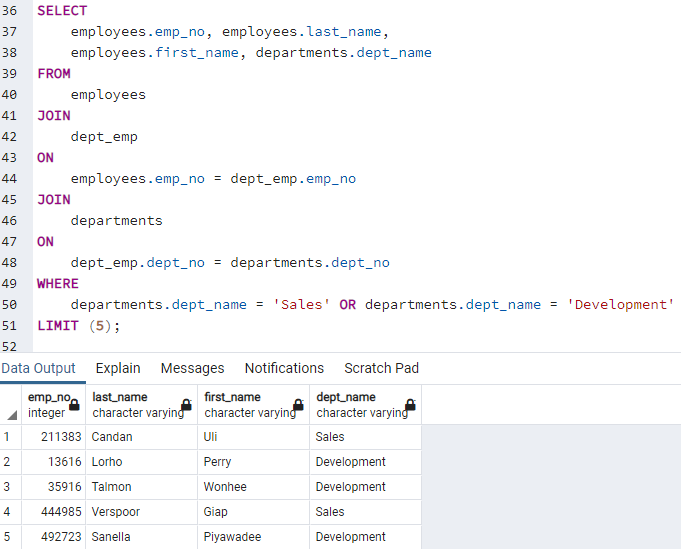 36 SELECT
37 employees.emp_no, employees.last_name,
38 employees.first_name, departments.dept_name
39 FROM
40 employees
41 JOIN
42 dept_emp
43 ON
44 employees.emp_no = dept_emp.emp_no
45 JOIN
46 departments
47 ON
48 dept_emp.dept_no = departments.dept_no
49 WHERE
50 departments.dept_name = 'Sales' OR departments.dept_name = 'Development'
51 LIMIT (5);
52
Data Output Explain Messages Notifications Scratch Pad
emp_no last_name first_name dept_name
integer character varying character varying character varying
1 211383 Candan Uli Sales
2 13616 Lorho Perry Development
3 35916 Talmon Wonhee Development
4 444985 Verspoor Giap Sales
5 492723 Sanella Piyawadee Development